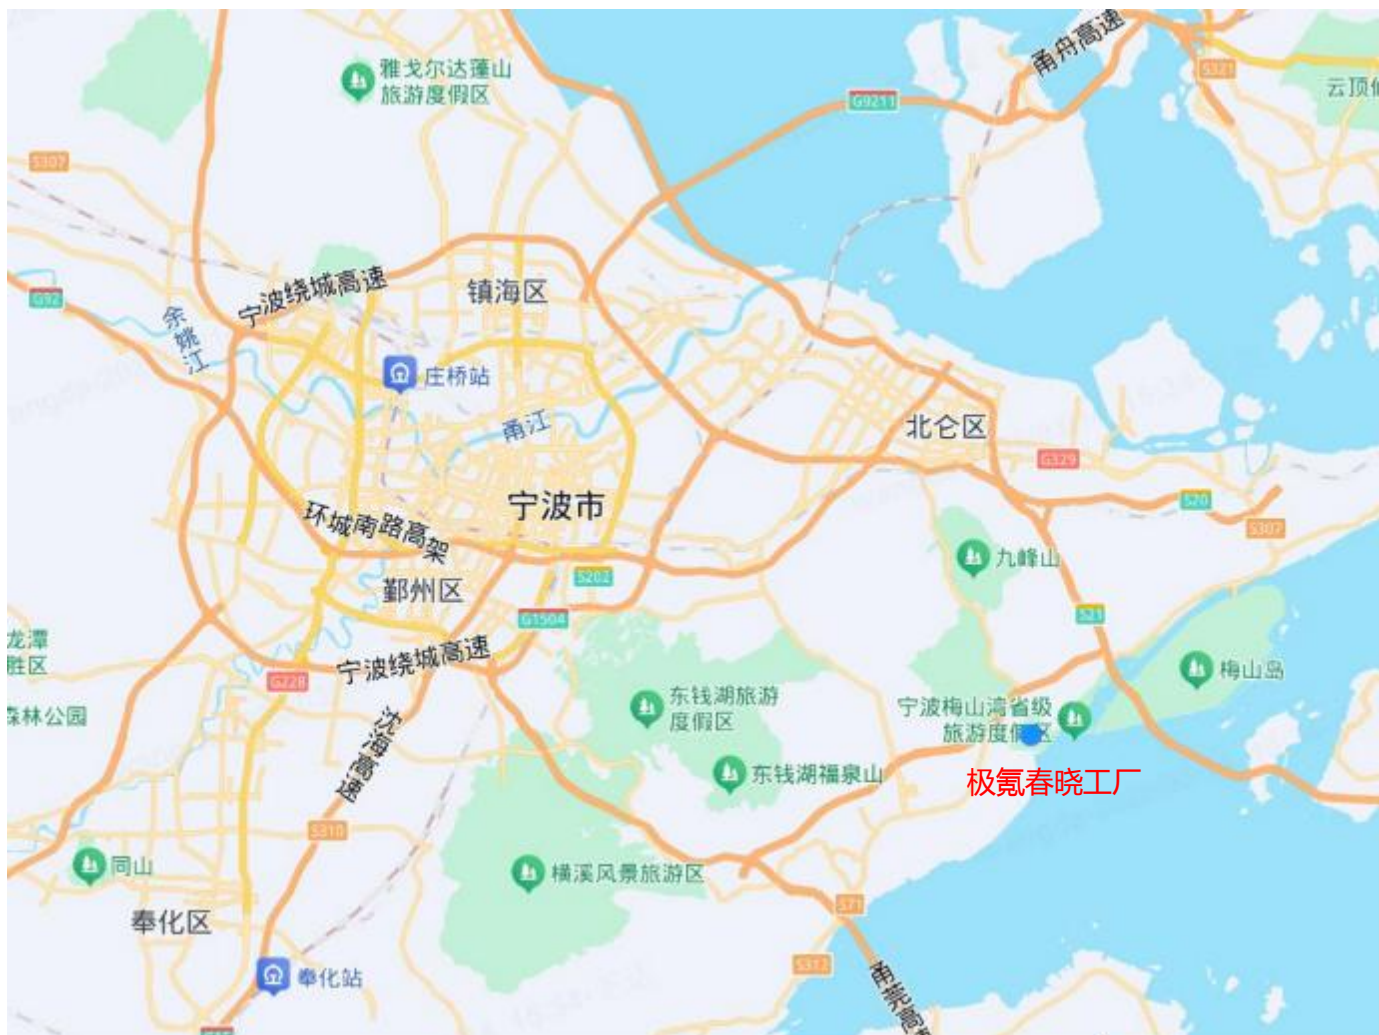 甬舟高速
S321
云顶仙
雅戈尔达蓬山
旅游度假区
G9211
S307
宁波绕城高速
镇海区
G92
余姚江
庄桥站
甬江
北仑区
G329
宁波市
S20
S307
环城南路高架
九峰山
S202
鄞州区
G1504
S21
龙潭
胜区
宁波绕城高速
G228
梅山岛
东钱湖旅游
度假区
宁波梅山湾省级
旅游度假区
森林公园
沈海高速
东钱湖福泉山
极氪春晓工厂
S310
同山
横溪风景旅游区
S71
奉化区
S312
奉化站
甬莞高速